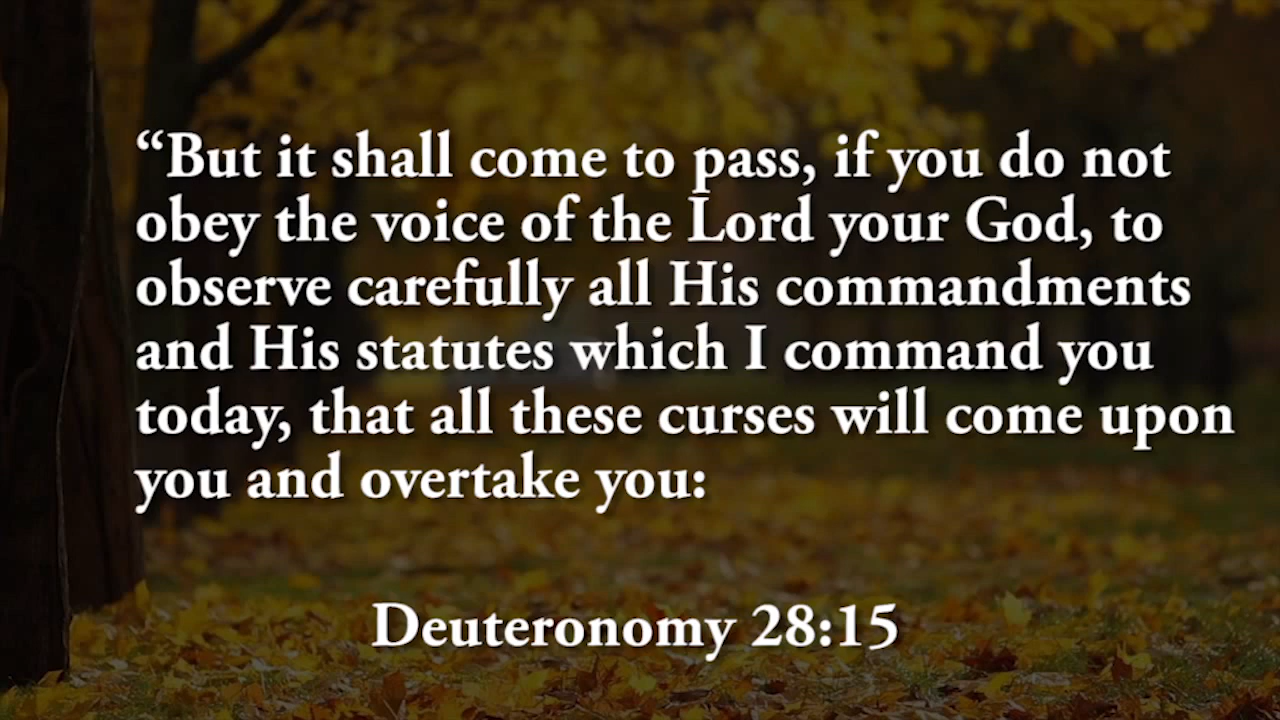 “But it shall come to pass, if you do not
obey the voice of the Lord your God, to
observe carefully all His commandments
and His statutes which I command you
today, that all these curses will come upon
you and overtake you:
Deuteronomy 28:15